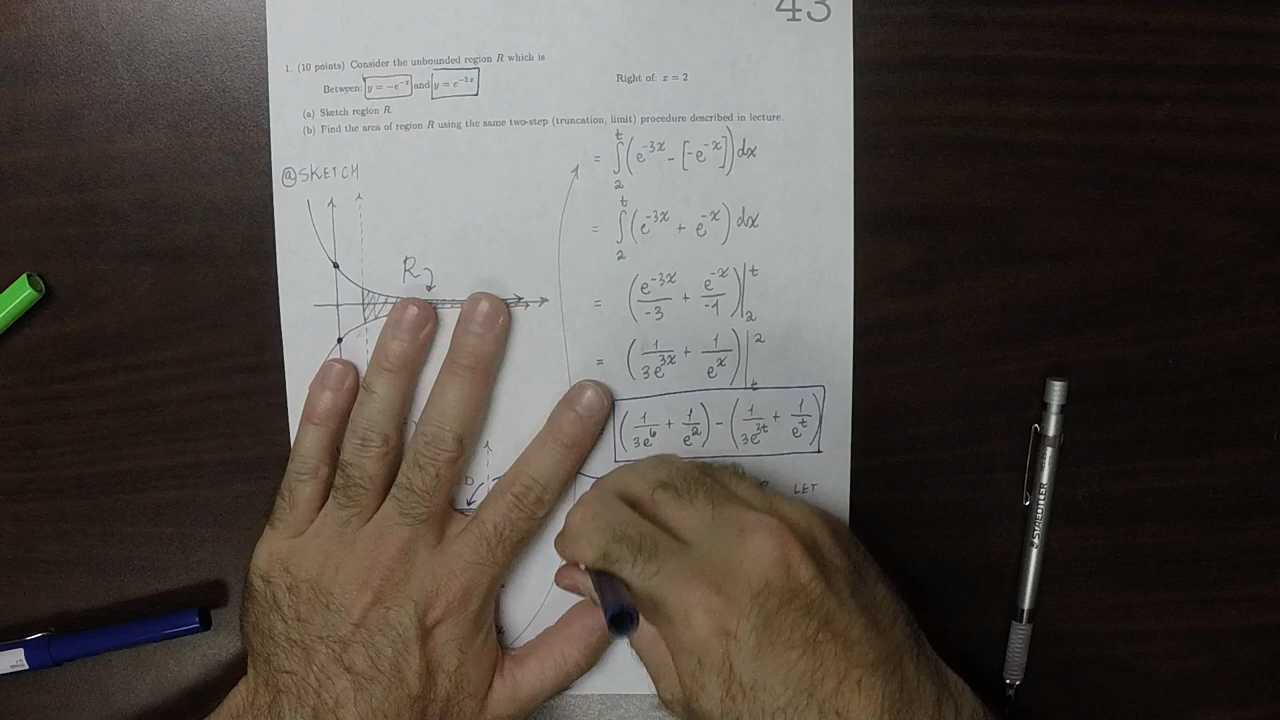 43
1. (10 points) Consider the unbounded region R which is
Between: y = −e^{−x} and y = e^{−3x}
Right of: x = 2
(a) Sketch region R.
(b) Find the area of region R using the same two-step (truncation, limit) procedure described in lecture.
@SKETCH
R
= ∫_2^t (e^{-3x} - [-e^{-x}]) dx
= ∫_2^t (e^{-3x} + e^{-x}) dx
= (e^{-3x}/-3 + e^{-x}/-1)|_2^t
= (1/3e^{3x} + 1/e^x)|_t^2
(1/3e^6 + 1/e^2) - (1/3e^{3t} + 1/e^t)
LET
STAEDTLER